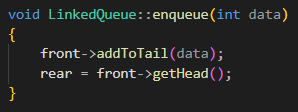 void LinkedQueue::enqueue(int data)
{
    front->addToTail(data);
    rear = front->getHead();
}